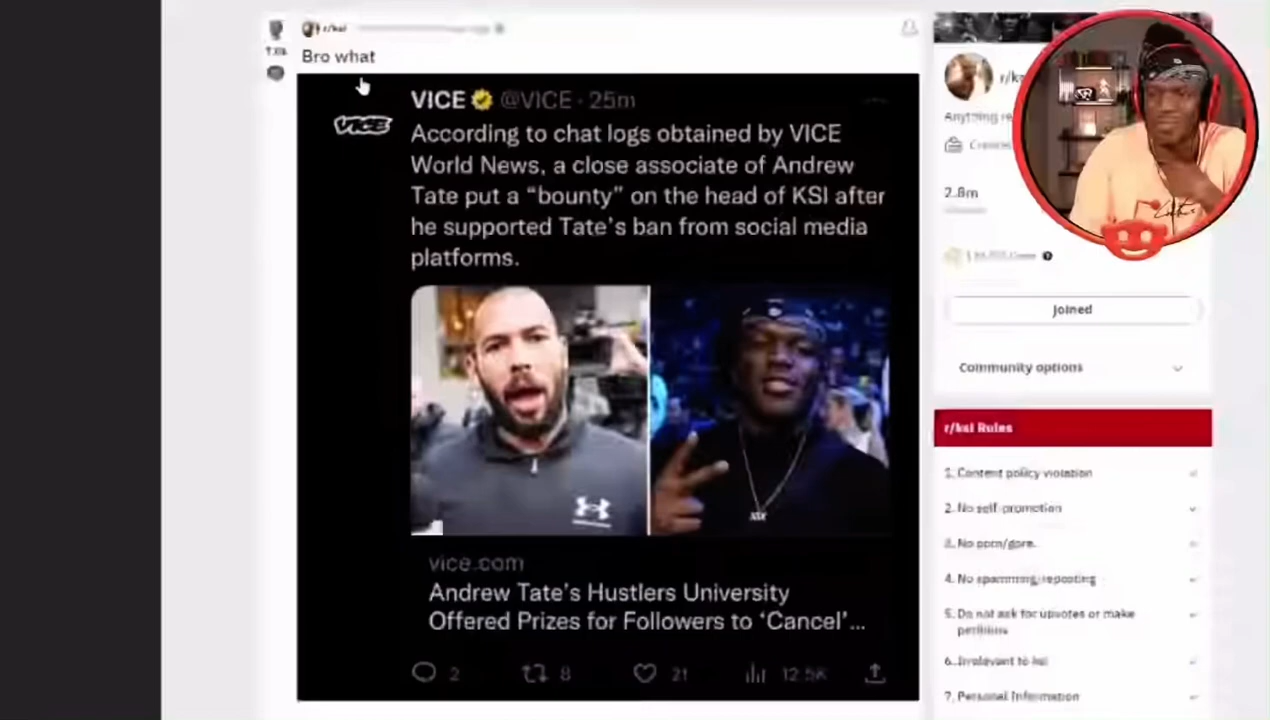 r/ksi
Bro what
VICE @VICE · 25m
VICE
According to chat logs obtained by VICE
World News, a close associate of Andrew
Tate put a “bounty” on the head of KSI after
he supported Tate’s ban from social media
platforms.
vice.com
Andrew Tate’s Hustlers University
Offered Prizes for Followers to ‘Cancel’...
2 8 21 12.5K
r/ks
Anything re
2.8m
Joined
Community options
r/ksi Rules
1. Content policy violation
2. No self-promotion
3. No porn/gore.
4. No spamming/reposting
5. Do not ask for upvotes or make
petitions
6. Irrelevant to ksi
7. Personal Information